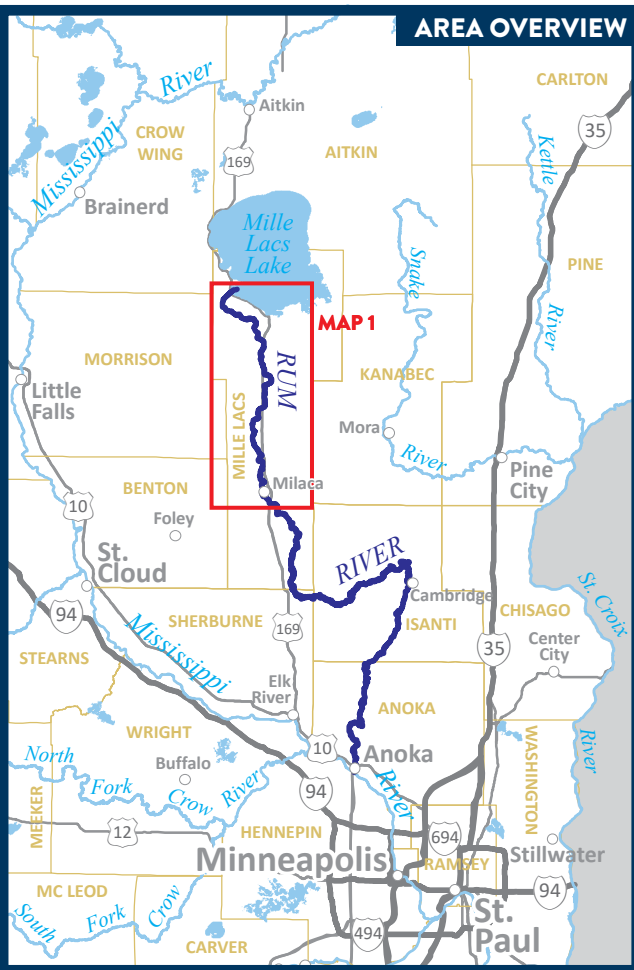 AREA OVERVIEW
CARLTON
River
Aitkin
35
CROW
WING
AITKIN
Kettle
169
Mississippi
Brainerd
Mille
Lacs
Lake
Snake
PINE
River
MAP 1
MORRISON
RUM
KANABEC
Little
Falls
MILLE LACS
Mora
River
Pine
City
Milaca
BENTON
10
Foley
St.
Cloud
RIVER
St. Croix
Cambridge
94
SHERBURNE
Mississippi
169
ISANTI
CHISAGO
35
Center
City
STEARNS
Elk
River
ANOKA
WRIGHT
10
Anoka
WASHINGTON
River
North
Fork
Crow
River
Buffalo
River
94
MEEKER
12
HENNEPIN
694
Stillwater
Minneapolis
RAMSEY
MC LEOD
94
South
Fork
Crow
St.
Paul
494
CARVER